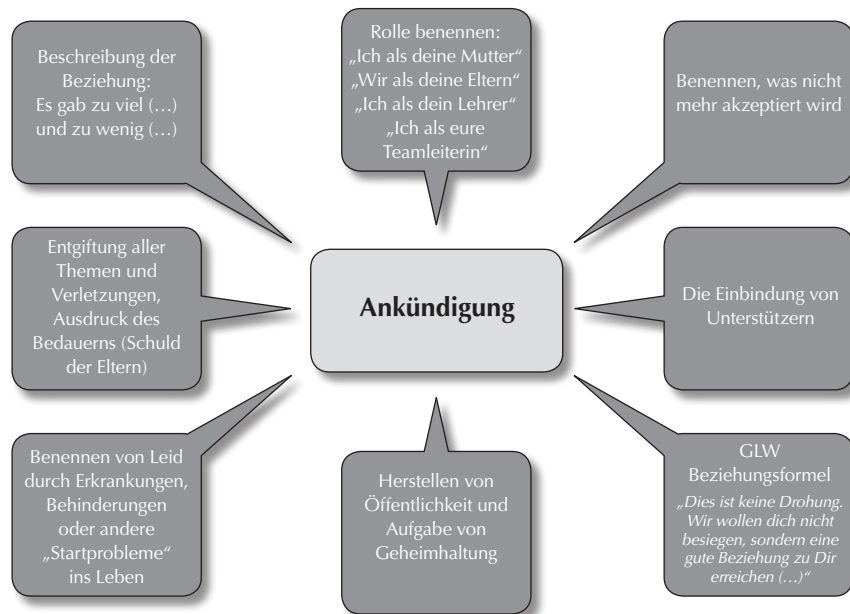 Beschreibung der
Beziehung:
Es gab zu viel (…)
und zu wenig (…)
Rolle benennen:
„Ich als deine Mutter“
„Wir als deine Eltern“
„Ich als dein Lehrer“
„Ich als eure
Teamleiterin“
Benennen, was nicht
mehr akzeptiert wird
Entgiftung aller
Themen und
Verletzungen,
Ausdruck des
Bedauerns (Schuld
der Eltern)
Ankündigung
Die Einbindung von
Unterstützern
Benennen von Leid
durch Erkrankungen,
Behinderungen
oder andere
„Startprobleme“
ins Leben
Herstellen von
Öffentlichkeit und
Aufgabe von
Geheimhaltung
GLW
Beziehungsformel
„Dies ist keine Drohung.
Wir wollen dich nicht
besiegen, sondern eine
gute Beziehung zu Dir
erreichen (…)“